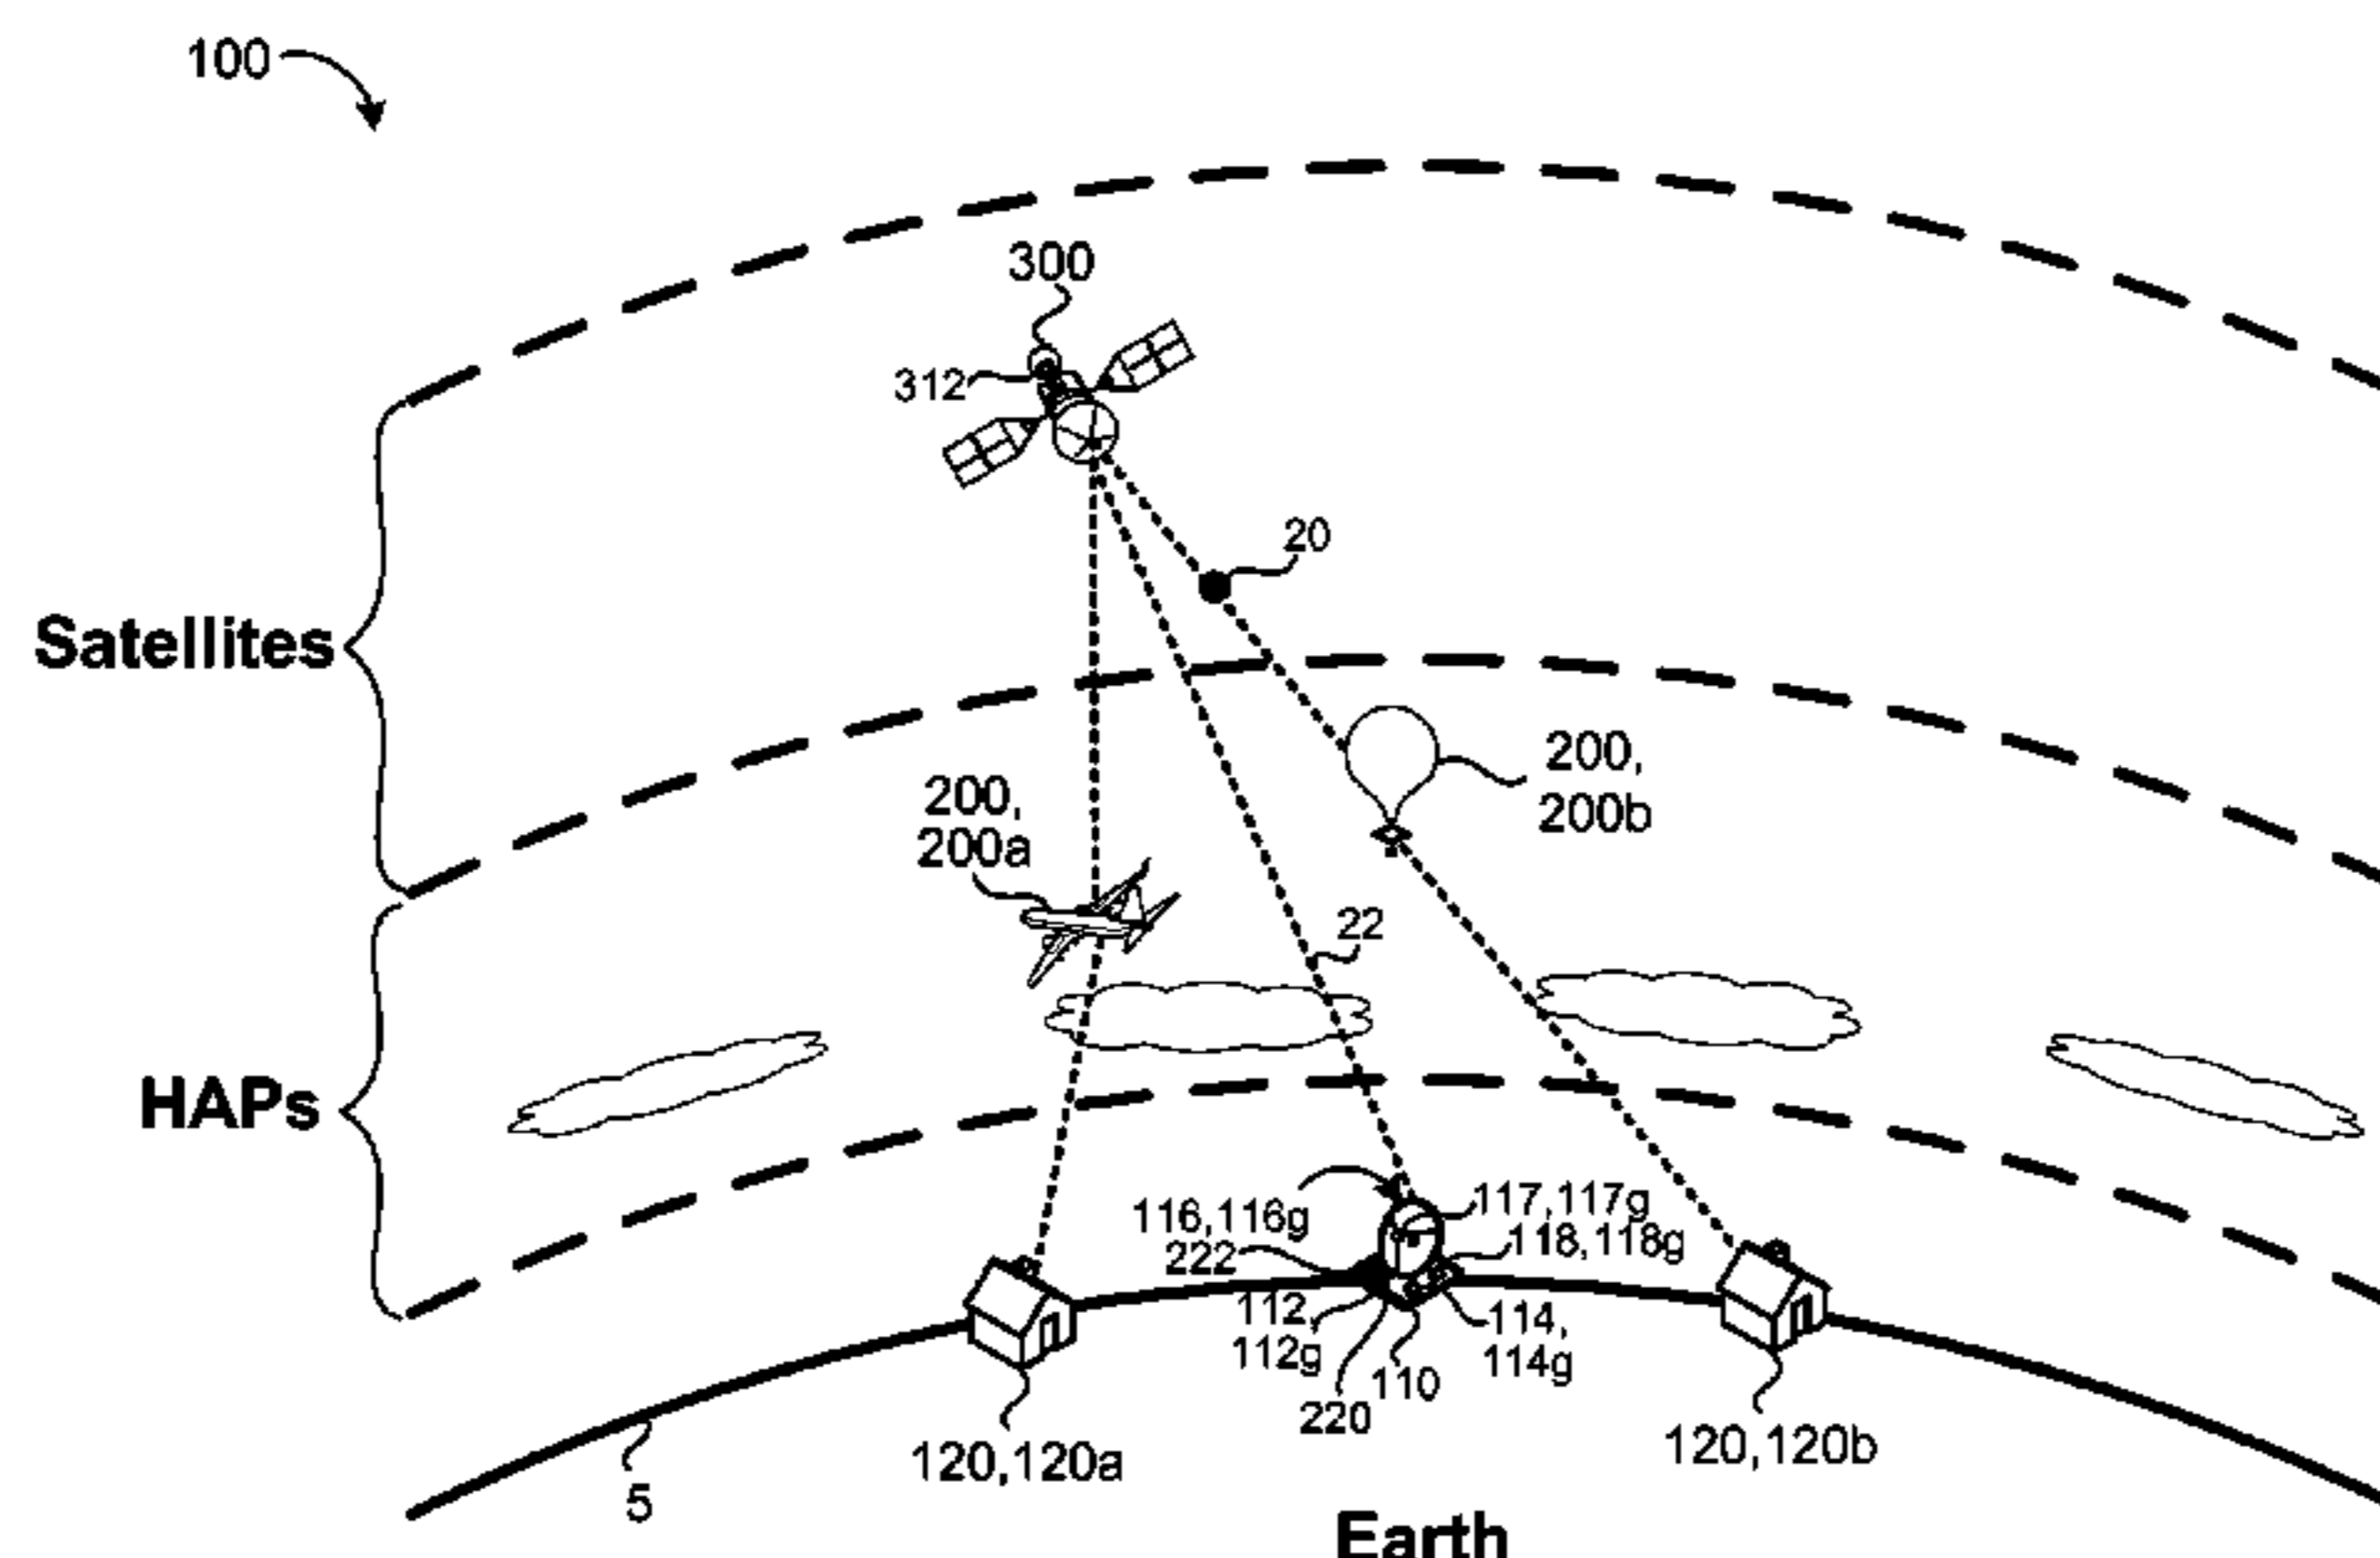 100
300
312
20
Satellites
200,
200b
200,
200a
22
HAPs
116,116g
117,117g
222
118,118g
112,
112g
114,
114g
110
220
120,120a
120,120b
5
Earth